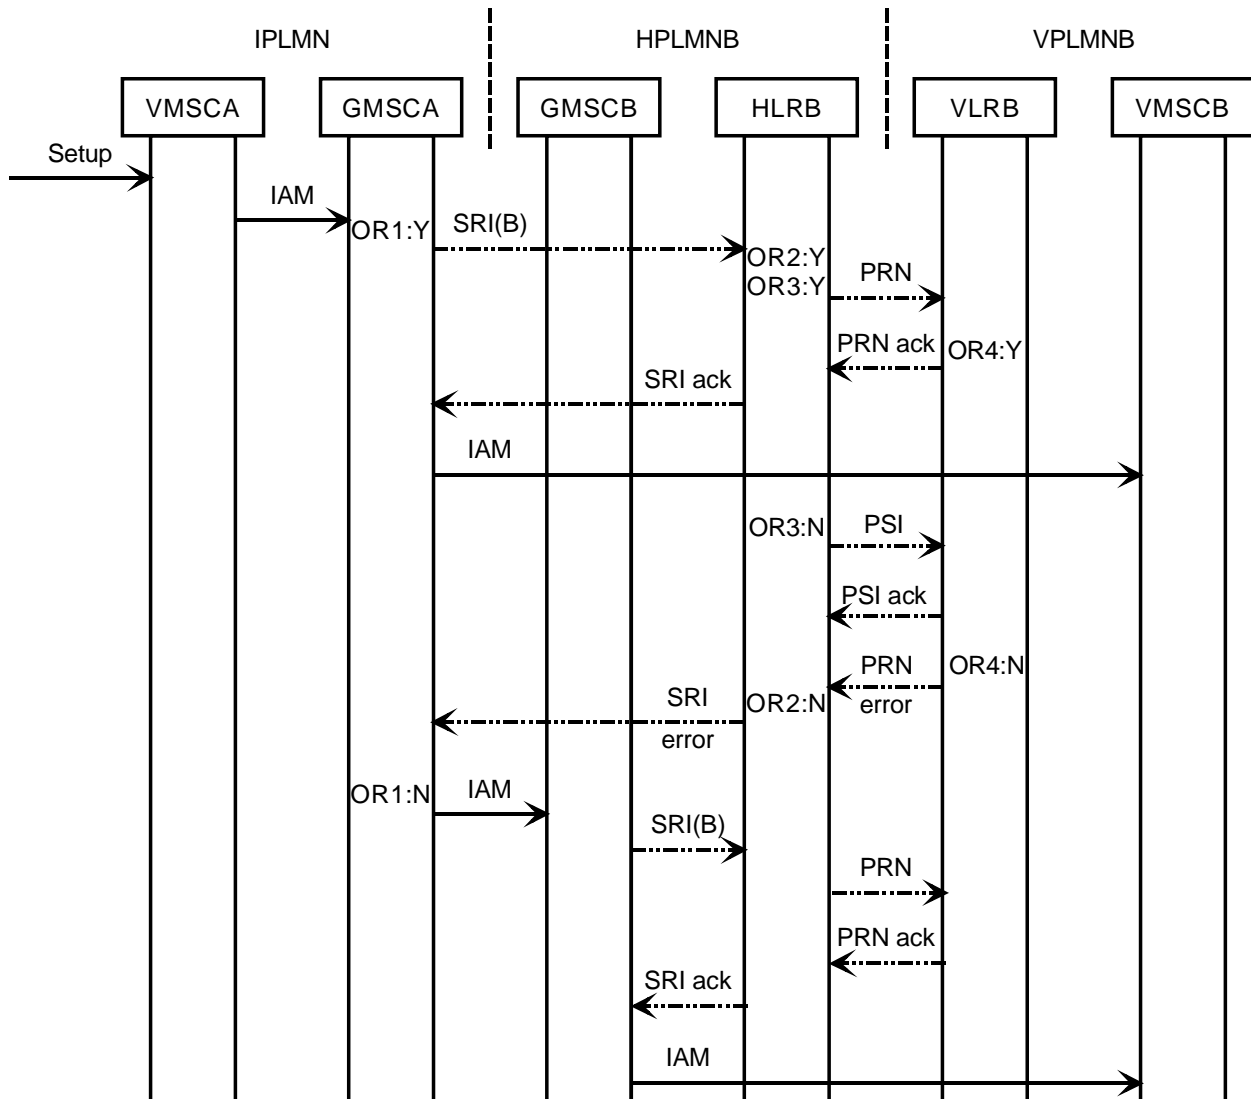 IPLMN HPLMNB VPLMNB
VMSCA GMSCA GMSCB HLRB VLRB VMSCB
Setup
IAM
OR1:Y SRI(B)
OR2:Y
OR3:Y PRN
PRN ack OR4:Y
SRI ack
IAM
OR3:N PSI
PSI ack
PRN OR4:N
SRI OR2:N error
error
OR1:N IAM
SRI(B)
PRN
PRN ack
SRI ack
IAM